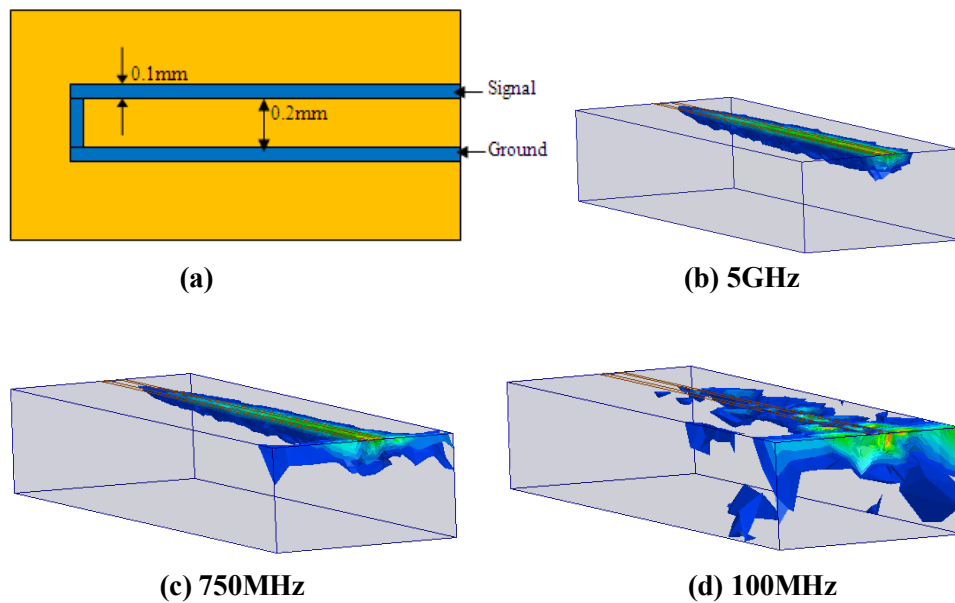 0.1mm
Signal
0.2mm
Ground
(a)
(b) 5GHz
(c) 750MHz
(d) 100MHz